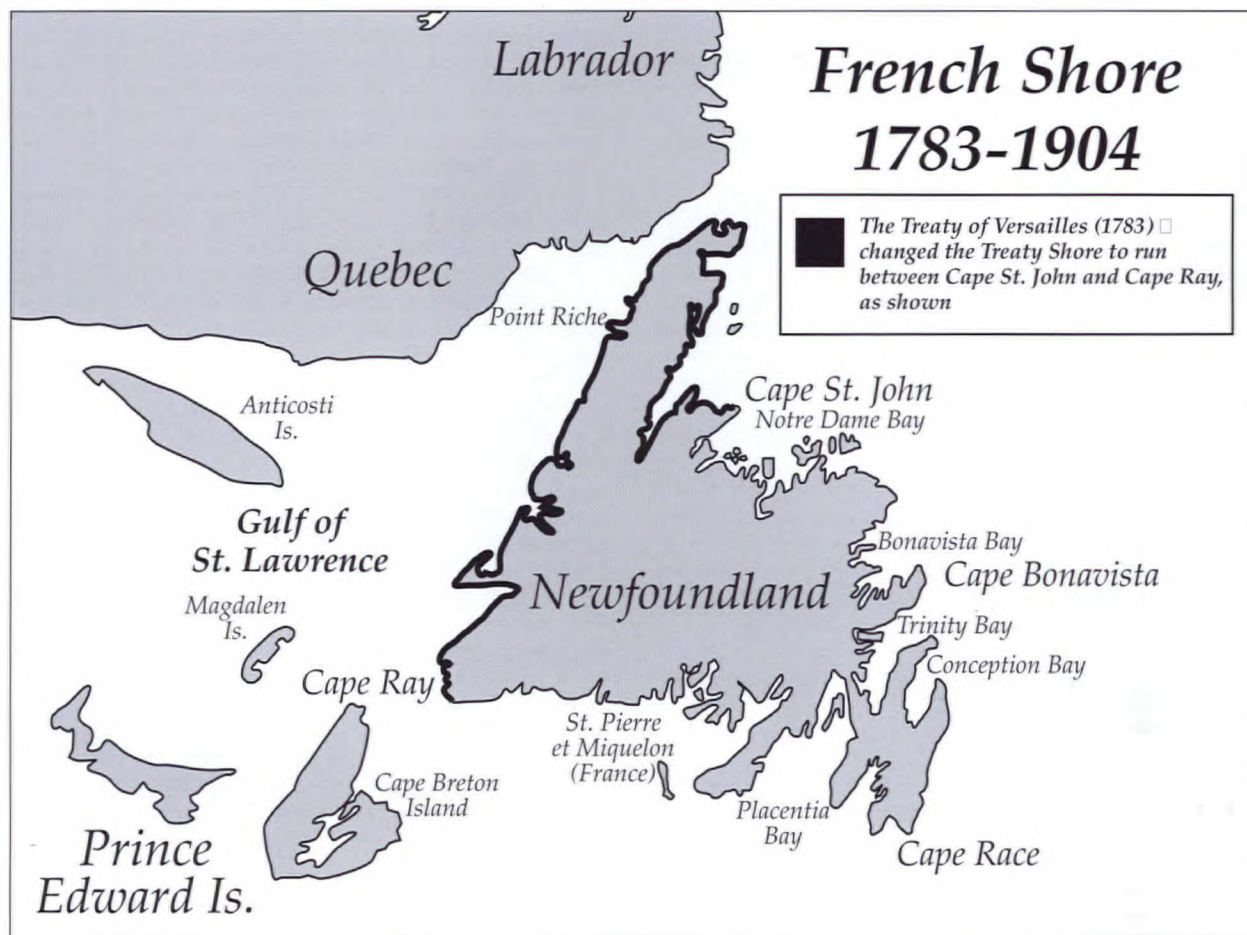 Labrador
French Shore
1783-1904
The Treaty of Versailles (1783) □
changed the Treaty Shore to run
between Cape St. John and Cape Ray,
as shown
Quebec
Point Riche
Anticosti
Is.
Cape St. John
Notre Dame Bay
Gulf of
St. Lawrence
Bonavista Bay
Cape Bonavista
Newfoundland
Magdalen
Is.
Trinity Bay
Conception Bay
Cape Ray
St. Pierre
et Miquelon
(France)
Cape Breton
Island
Placentia
Bay
Prince
Edward Is.
Cape Race